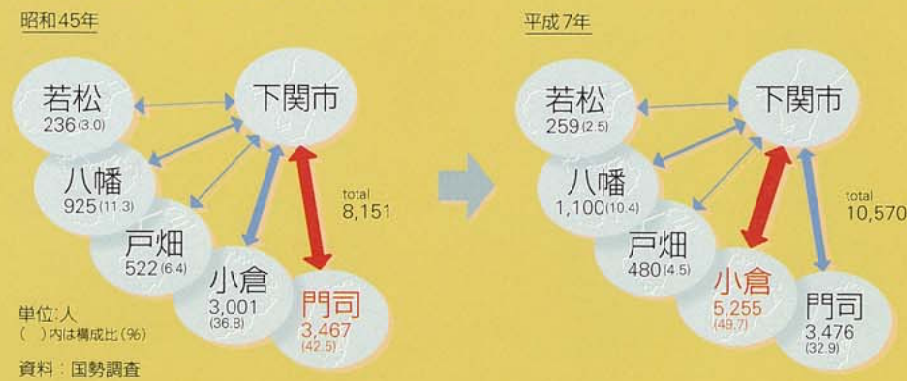 昭和45年
若松
236(3.0)
下関市
八幡
925(11.3)
戸畑
522(6.4)
小倉
3,001
(36.8)
門司
3,467
(42.5)
total
8,151
単位:人
(　)内は構成比(%)
資料：国勢調査
平成7年
若松
259(2.5)
下関市
八幡
1,100(10.4)
戸畑
480(4.5)
小倉
5,255
(49.7)
門司
3,476
(32.9)
total
10,570